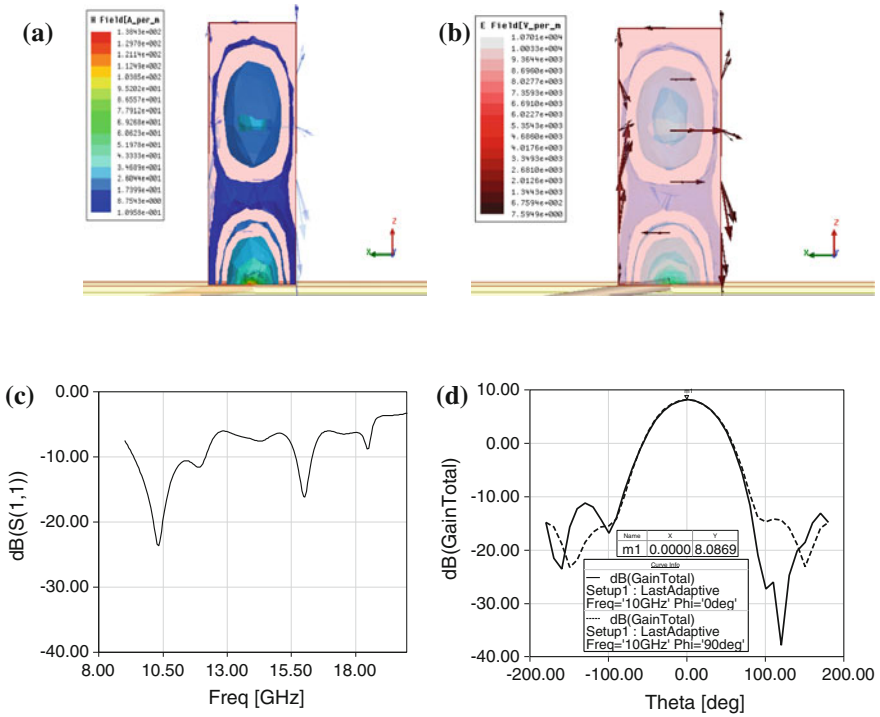 (a)
H Field[A_per_m
1.3843e+002
1.2978e+002
1.2114e+002
1.1249e+002
1.0385e+002
9.5202e+001
8.6557e+001
7.7912e+001
6.9268e+001
6.0623e+001
5.1978e+001
4.3333e+001
3.4689e+001
2.6044e+001
1.7399e+001
8.7543e+000
1.0958e-001
Z
X
(b)
E Field[V_per_m
1.0701e+004
1.0033e+004
9.3644e+003
8.6960e+003
8.0277e+003
7.3593e+003
6.6910e+003
6.0227e+003
5.3543e+003
4.6860e+003
4.0176e+003
3.3493e+003
2.6810e+003
2.0126e+003
1.3443e+003
6.7594e+002
7.5949e+000
Z
X
(c)
dB(S(1,1))
0.00
-10.00
-20.00
-30.00
-40.00
8.00 10.50 13.00 15.50 18.00
Freq [GHz]
(d)
dB(GainTotal)
10.00
0.00
-10.00
-20.00
-30.00
-40.00
m1
Name X Y
m1 0.0000 8.0869
Curve Info
dB(GainTotal)
Setup1 : LastAdaptive
Freq='10GHz' Phi='0deg'
dB(GainTotal)
Setup1 : LastAdaptive
Freq='10GHz' Phi='90deg'
-200.00 -100.00 0.00 100.00 200.00
Theta [deg]